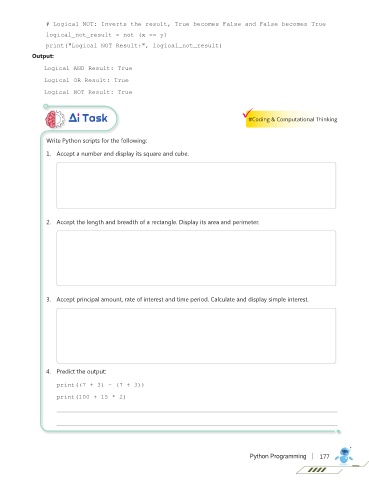 # Logical NOT: Inverts the result, True becomes False and False becomes True
logical_not_result = not (x == y)
print("Logical NOT Result:", logical_not_result)
Output:
Logical AND Result: True
Logical OR Result: True
Logical NOT Result: True
Ai Task
#Coding & Computational Thinking
Write Python scripts for the following:
1. Accept a number and display its square and cube.
2. Accept the length and breadth of a rectangle. Display its area and perimeter.
3. Accept principal amount, rate of interest and time period. Calculate and display simple interest.
4. Predict the output:
print((7 + 3) - (7 + 3))
print(100 + 10 * 2)
Python Programming | 177